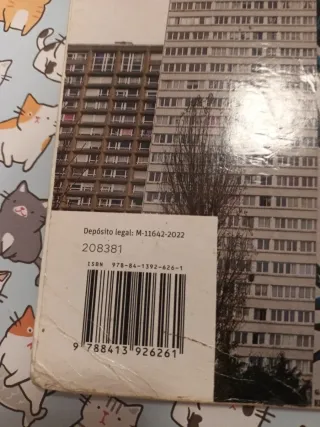 Depósito legal: M-11642-2022
208381
ISBN 978-84-1392-626-1
9 788413 926261